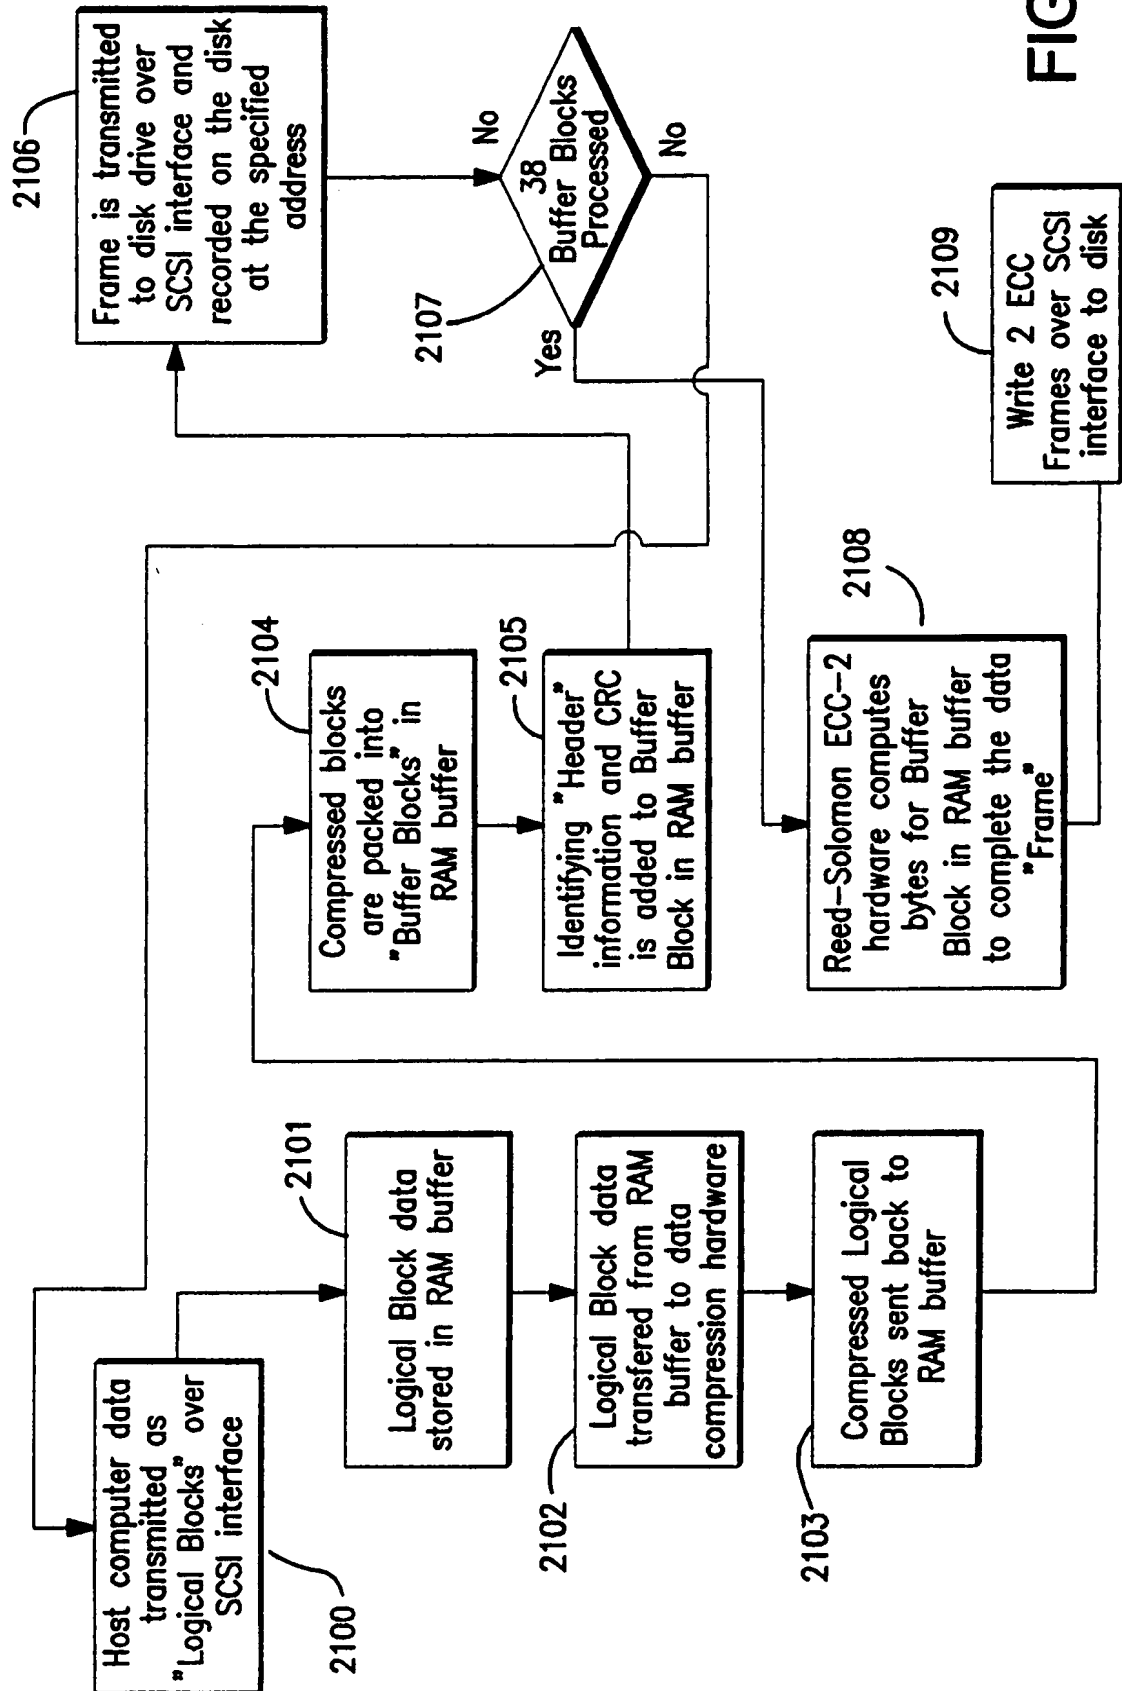 Host computer data
transmitted as
"Logical Blocks" over
SCSI interface
2100
Logical Block data
stored in RAM buffer
2101
Logical Block data
transfered from RAM
buffer to data
compression hardware
2102
Compressed Logical
Blocks sent back to
RAM buffer
2103
Compressed blocks
are packed into
"Buffer Blocks" in
RAM buffer
2104
Identifying "Header"
information and CRC
is added to Buffer
Block in RAM buffer
2105
Frame is transmitted
to disk drive over
SCSI interface and
recorded on the disk
at the specified
address
2106
No
38
Buffer Blocks
Processed
2107
Yes
No
Reed-Solomon ECC-2
hardware computes
bytes for Buffer
Block in RAM buffer
to complete the data
"Frame"
2108
Write 2 ECC
Frames over SCSI
interface to disk
2109
FIG